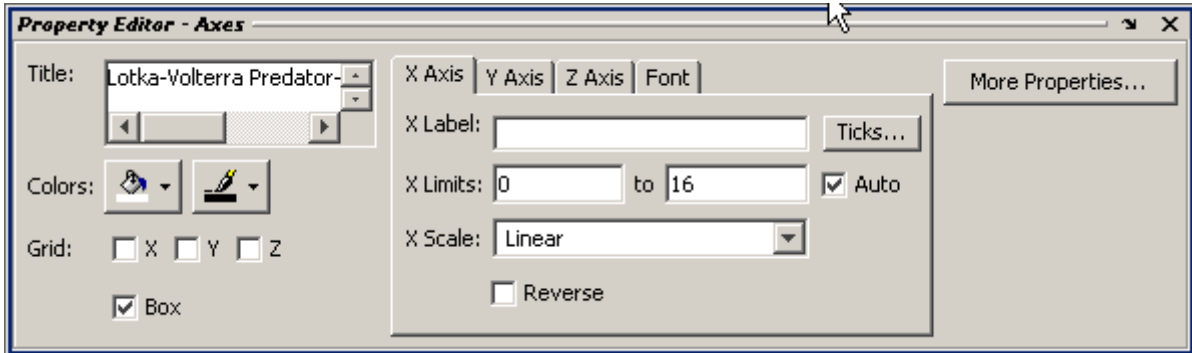 Property Editor - Axes
Title: Lotka-Volterra Predator-
Colors:
Grid: X Y Z
Box
X Axis Y Axis Z Axis Font
X Label: Ticks...
X Limits: 0 to 16 Auto
X Scale: Linear
Reverse
More Properties...